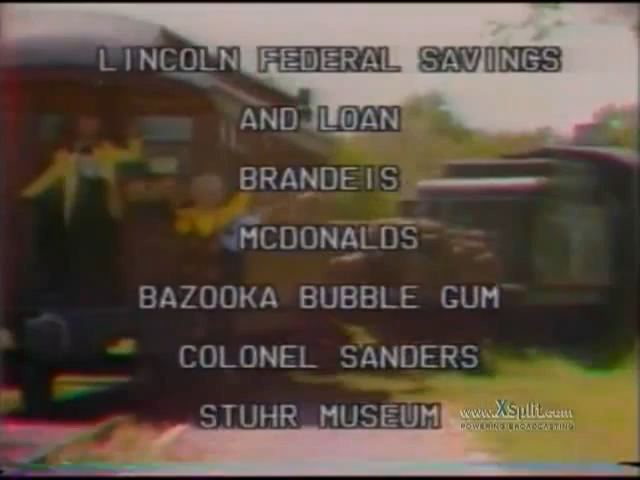 LINCOLN FEDERAL SAVINGS
AND LOAN
BRANDEIS
MCDONALDS
BAZOOKA BUBBLE GUM
COLONEL SANDERS
STUHR MUSEUM
www.XSplit.com
POWERING BROADCASTING